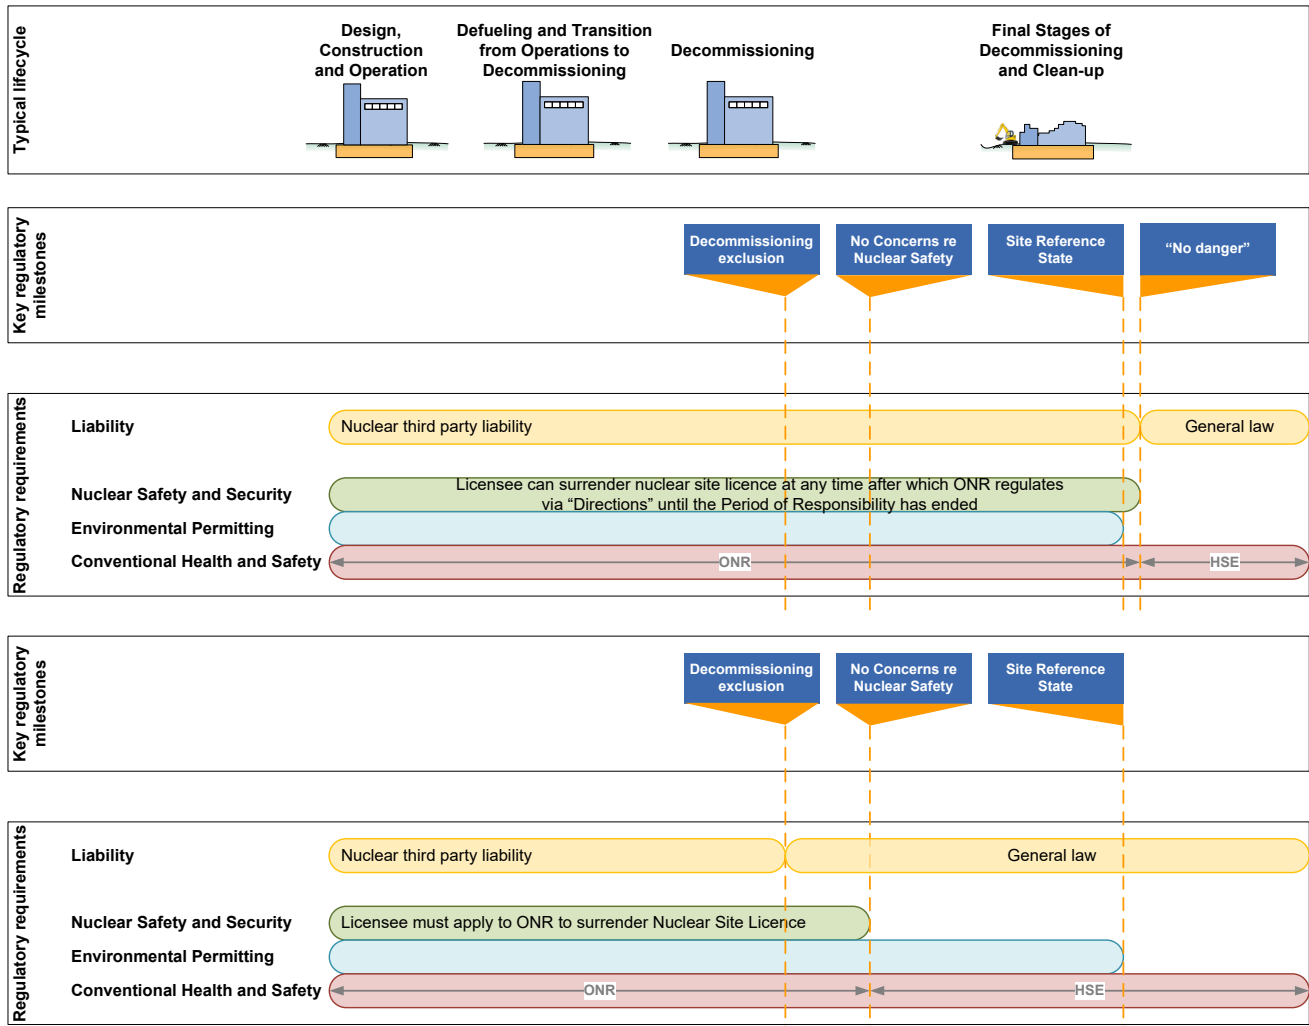 Typical lifecycle
Design,
Construction
and Operation
Defueling and Transition
from Operations to
Decommissioning
Decommissioning
Final Stages of
Decommissioning
and Clean-up
Key regulatory
milestones
Decommissioning
exclusion
No Concerns re
Nuclear Safety
Site Reference
State
“No danger”
Regulatory requirements
Liability
Nuclear third party liability
General law
Nuclear Safety and Security
Licensee can surrender nuclear site licence at any time after which ONR regulates
via “Directions” until the Period of Responsibility has ended
Environmental Permitting
Conventional Health and Safety
ONR
HSE
Key regulatory
milestones
Decommissioning
exclusion
No Concerns re
Nuclear Safety
Site Reference
State
Regulatory requirements
Liability
Nuclear third party liability
General law
Nuclear Safety and Security
Licensee must apply to ONR to surrender Nuclear Site Licence
Environmental Permitting
Conventional Health and Safety
ONR
HSE